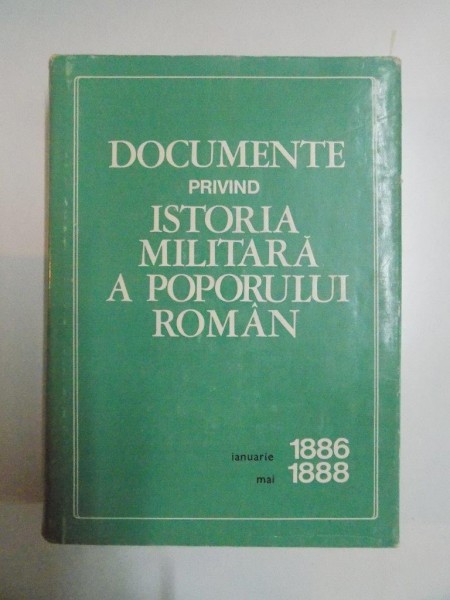 DOCUMENTE
PRIVIND
ISTORIA
MILITARĂ
A POPORULUI
ROMÂN
ianuarie 1886
mai 1888